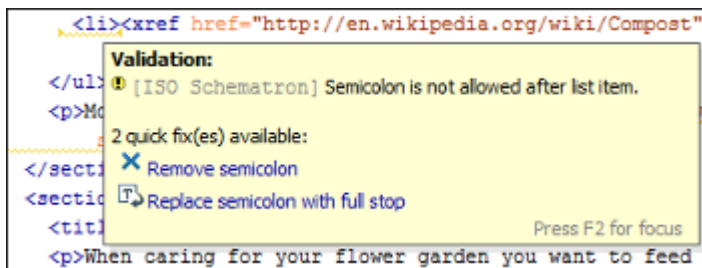 <li><xref href="http://en.wikipedia.org/wiki/Compost"
Validation:
</ul>
[ISO Schematron] Semicolon is not allowed after list item.
<p>Mo
2 quick fix(es) available:
</secti
Remove semicolon
<sectio
Replace semicolon with full stop
<titl
Press F2 for focus
<p>When caring for your flower garden you want to feed